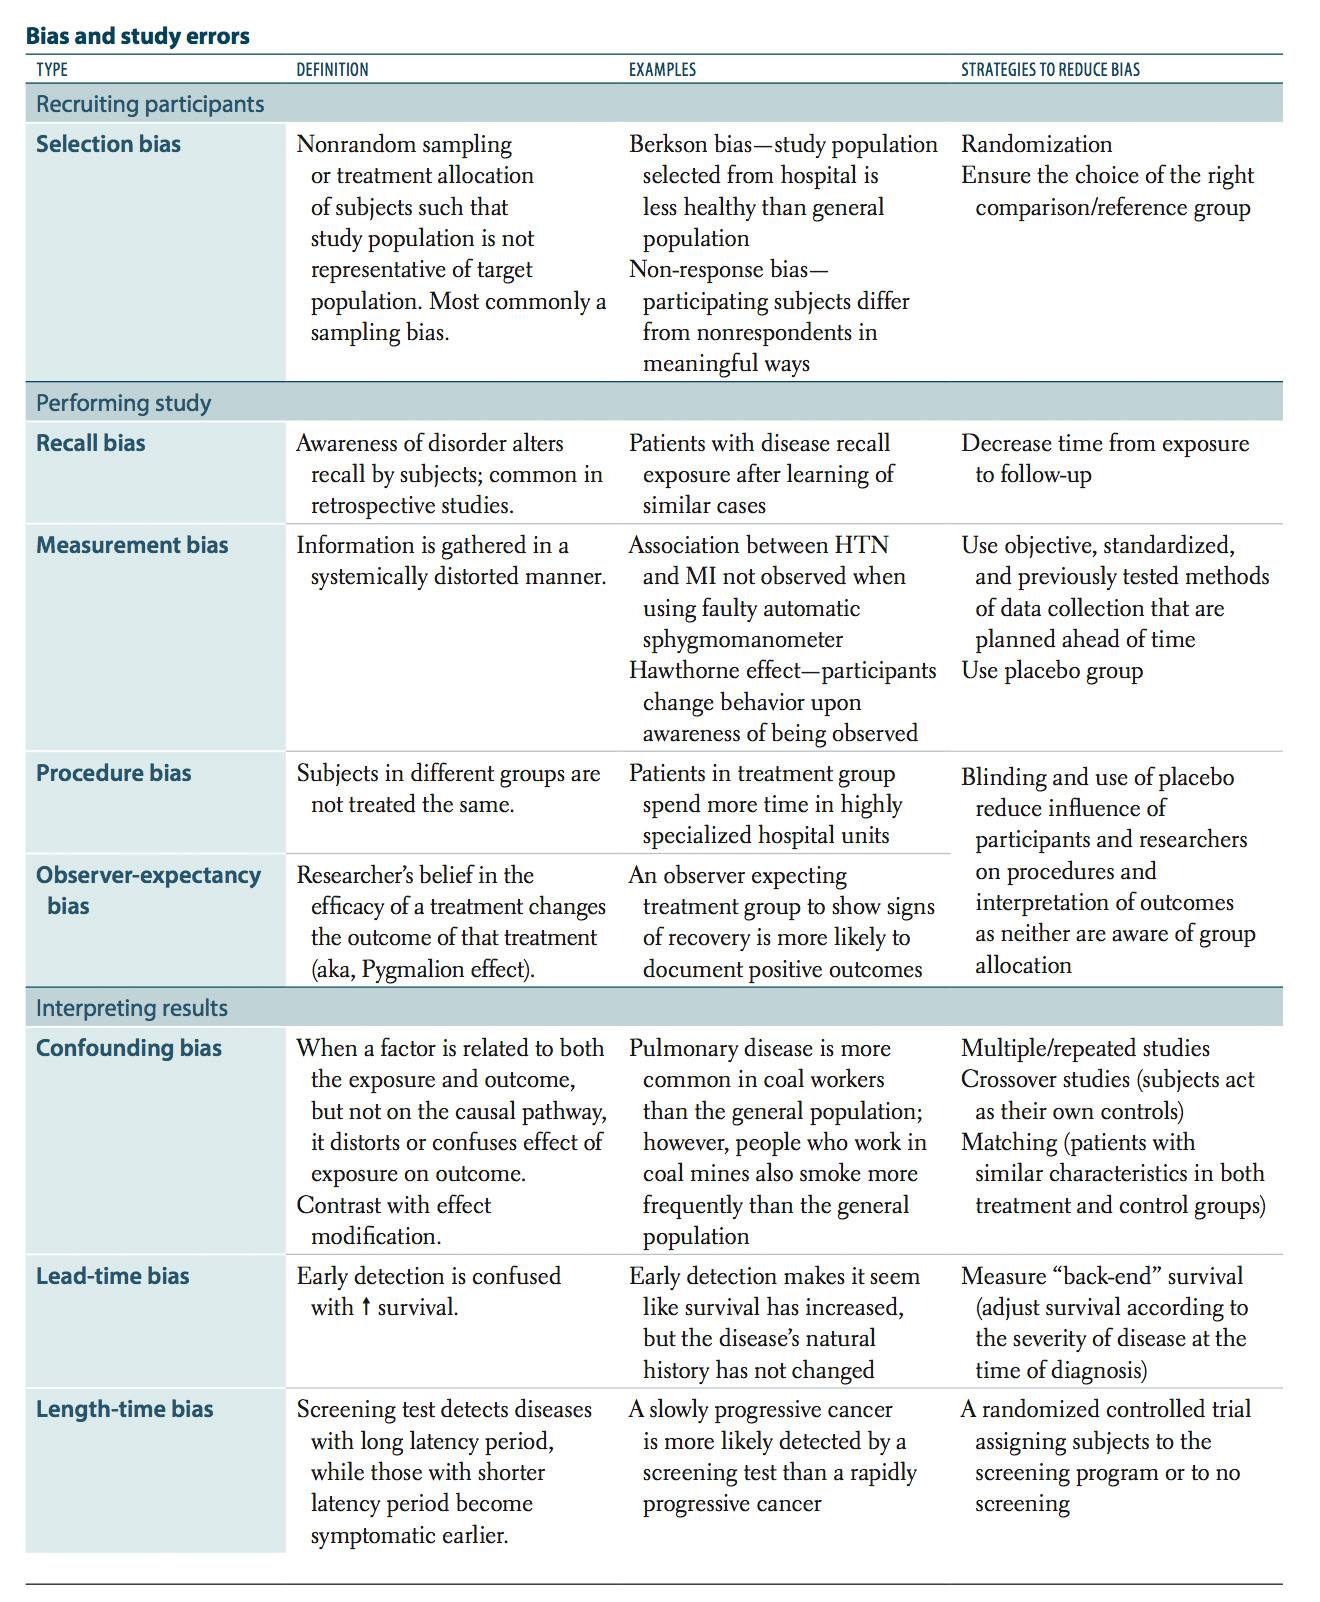 Bias and study errors
TYPE
DEFINITION
EXAMPLES
STRATEGIES TO REDUCE BIAS
Recruiting participants
Selection bias
Nonrandom sampling
or treatment allocation
of subjects such that
study population is not
representative of target
population. Most commonly a
sampling bias.
Berkson bias—study population
selected from hospital is
less healthy than general
population
Non-response bias—
participating subjects differ
from nonrespondents in
meaningful ways
Randomization
Ensure the choice of the right
comparison/reference group
Performing study
Recall bias
Awareness of disorder alters
recall by subjects; common in
retrospective studies.
Patients with disease recall
exposure after learning of
similar cases
Decrease time from exposure
to follow-up
Measurement bias
Information is gathered in a
systemically distorted manner.
Association between HTN
and MI not observed when
using faulty automatic
sphygmomanometer
Hawthorne effect—participants
change behavior upon
awareness of being observed
Use objective, standardized,
and previously tested methods
of data collection that are
planned ahead of time
Use placebo group
Procedure bias
Subjects in different groups are
not treated the same.
Patients in treatment group
spend more time in highly
specialized hospital units
Blinding and use of placebo
reduce influence of
participants and researchers
on procedures and
interpretation of outcomes
as neither are aware of group
allocation
Observer-expectancy
bias
Researcher’s belief in the
efficacy of a treatment changes
the outcome of that treatment
(aka, Pygmalion effect).
An observer expecting
treatment group to show signs
of recovery is more likely to
document positive outcomes
Interpreting results
Confounding bias
When a factor is related to both
the exposure and outcome,
but not on the causal pathway,
it distorts or confuses effect of
exposure on outcome.
Contrast with effect
modification.
Pulmonary disease is more
common in coal workers
than the general population;
however, people who work in
coal mines also smoke more
frequently than the general
population
Multiple/repeated studies
Crossover studies (subjects act
as their own controls)
Matching (patients with
similar characteristics in both
treatment and control groups)
Lead-time bias
Early detection is confused
with ↑ survival.
Early detection makes it seem
like survival has increased,
but the disease’s natural
history has not changed
Measure “back-end” survival
(adjust survival according to
the severity of disease at the
time of diagnosis)
Length-time bias
Screening test detects diseases
with long latency period,
while those with shorter
latency period become
symptomatic earlier.
A slowly progressive cancer
is more likely detected by a
screening test than a rapidly
progressive cancer
A randomized controlled trial
assigning subjects to the
screening program or to no
screening